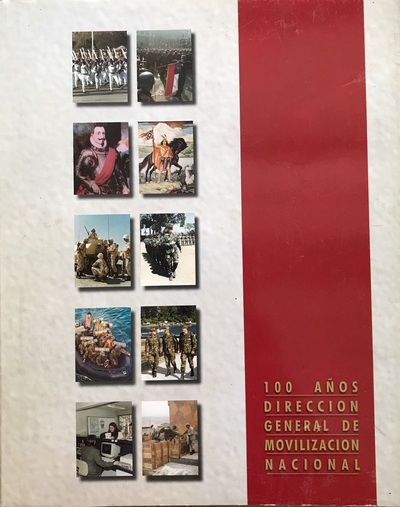 100 AÑOS
DIRECCION
GENERAL DE
MOVILIZACION
NACIONAL